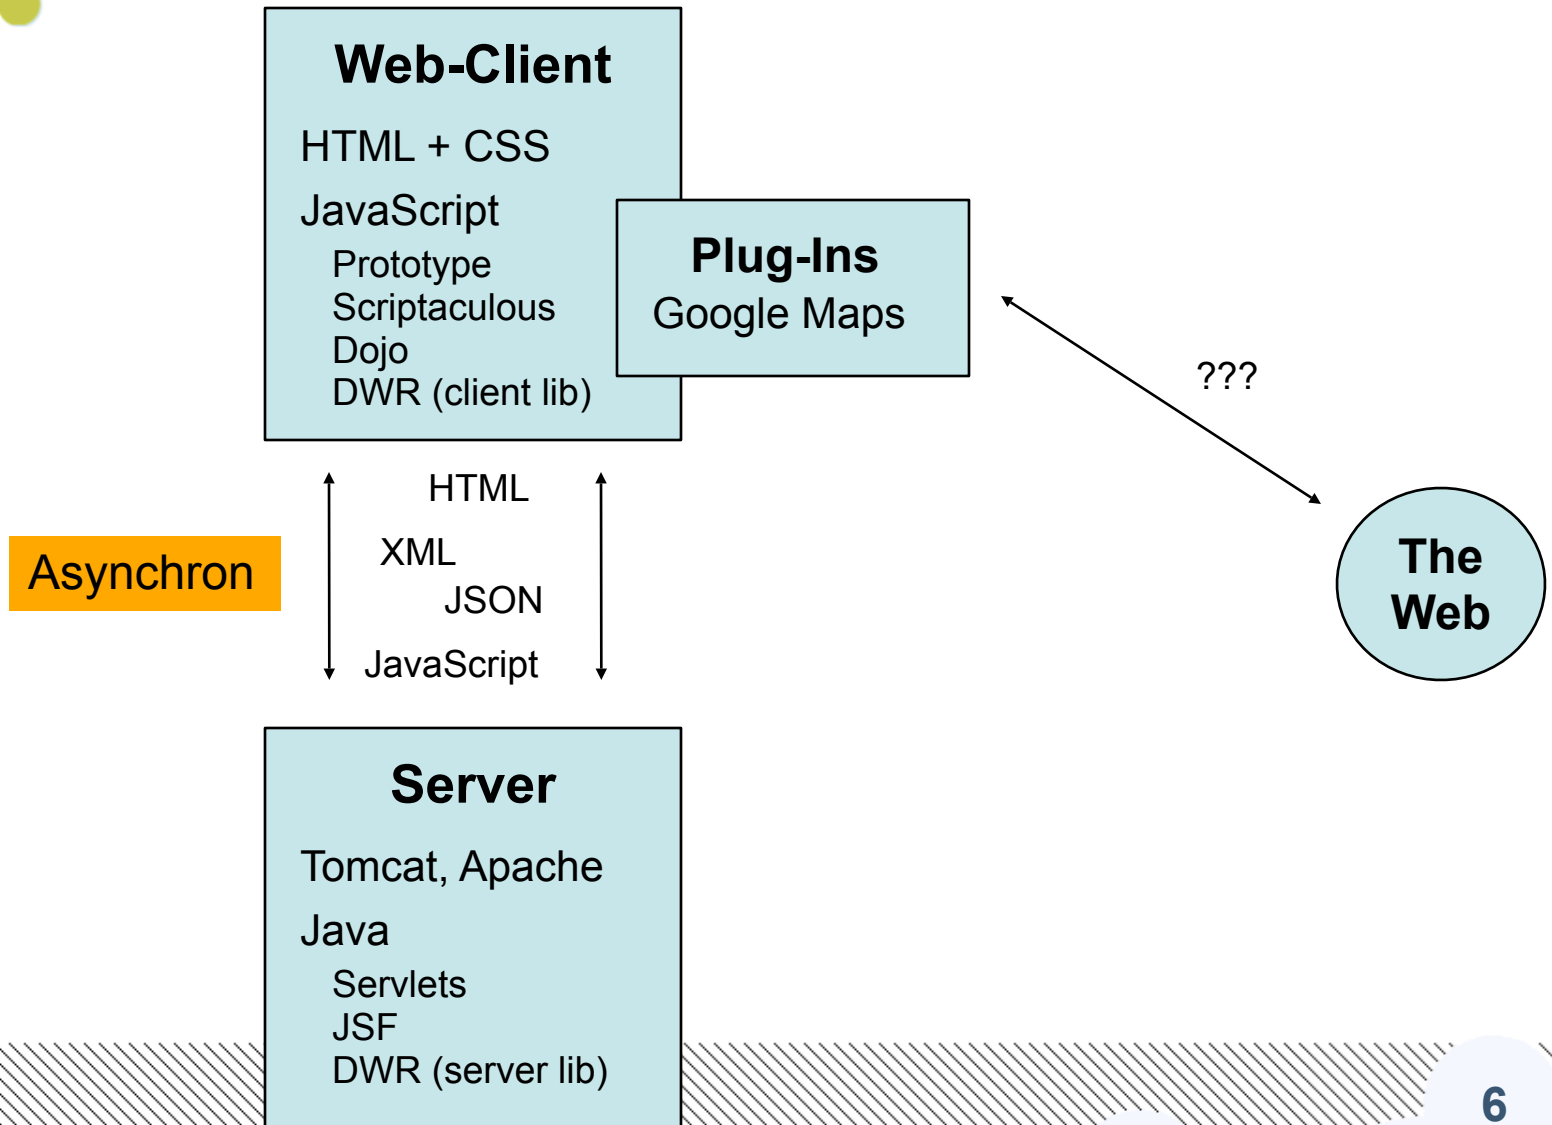 Web-Client
HTML + CSS
JavaScript
Prototype
Scriptaculous
Dojo
DWR (client lib)
Plug-Ins
Google Maps
???
The
Web
Asynchron
HTML
XML
JSON
JavaScript
Server
Tomcat, Apache
Java
Servlets
JSF
DWR (server lib)
6